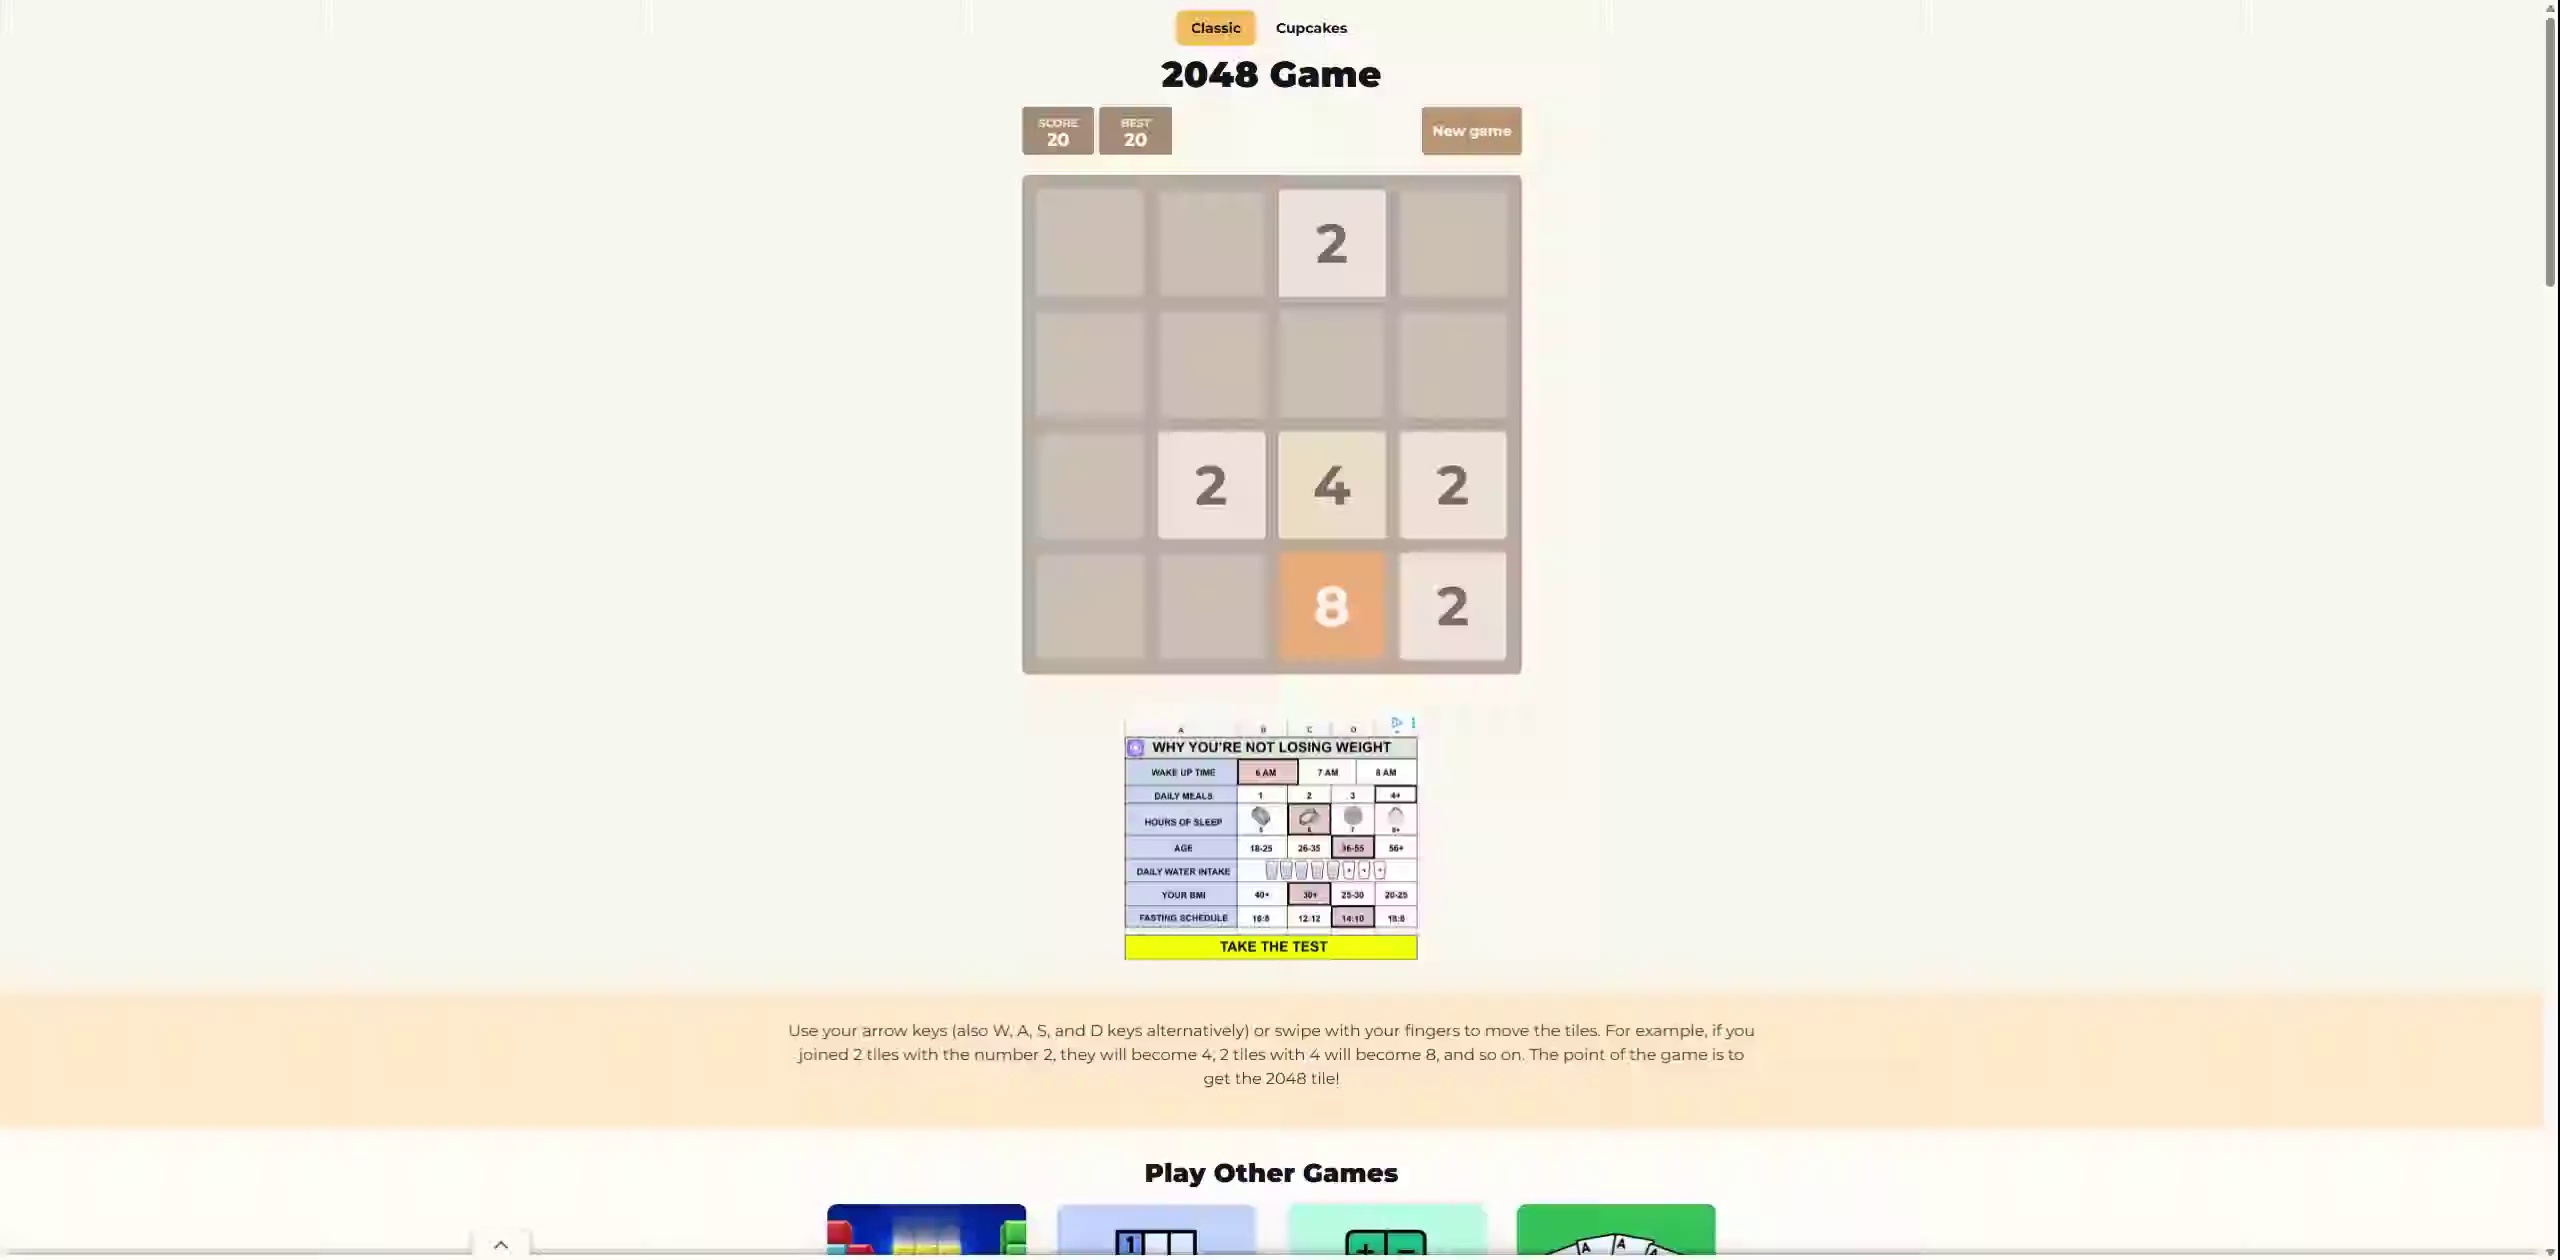 Classic Cupcakes
2048 Game
SCORE BEST
20 20
New game
2
2 4 2
8 2
A B C D
WHY YOU'RE NOT LOSING WEIGHT
WAKE UP TIME 6 AM 7 AM 8 AM
DAILY MEALS 1 2 3 4+
HOURS OF SLEEP 5 6 7 8+
AGE 18-25 26-35 36-55 56+
DAILY WATER INTAKE
YOUR BMI 40+ 30+ 25-30 20-25
FASTING SCHEDULE 16:8 12:12 14:10 18:6
TAKE THE TEST
Use your arrow keys (also W, A, S, and D keys alternatively) or swipe with your fingers to move the tiles. For example, if you
joined 2 tiles with the number 2, they will become 4, 2 tiles with 4 will become 8, and so on. The point of the game is to
get the 2048 tile!
Play Other Games
1
+ −
A A A